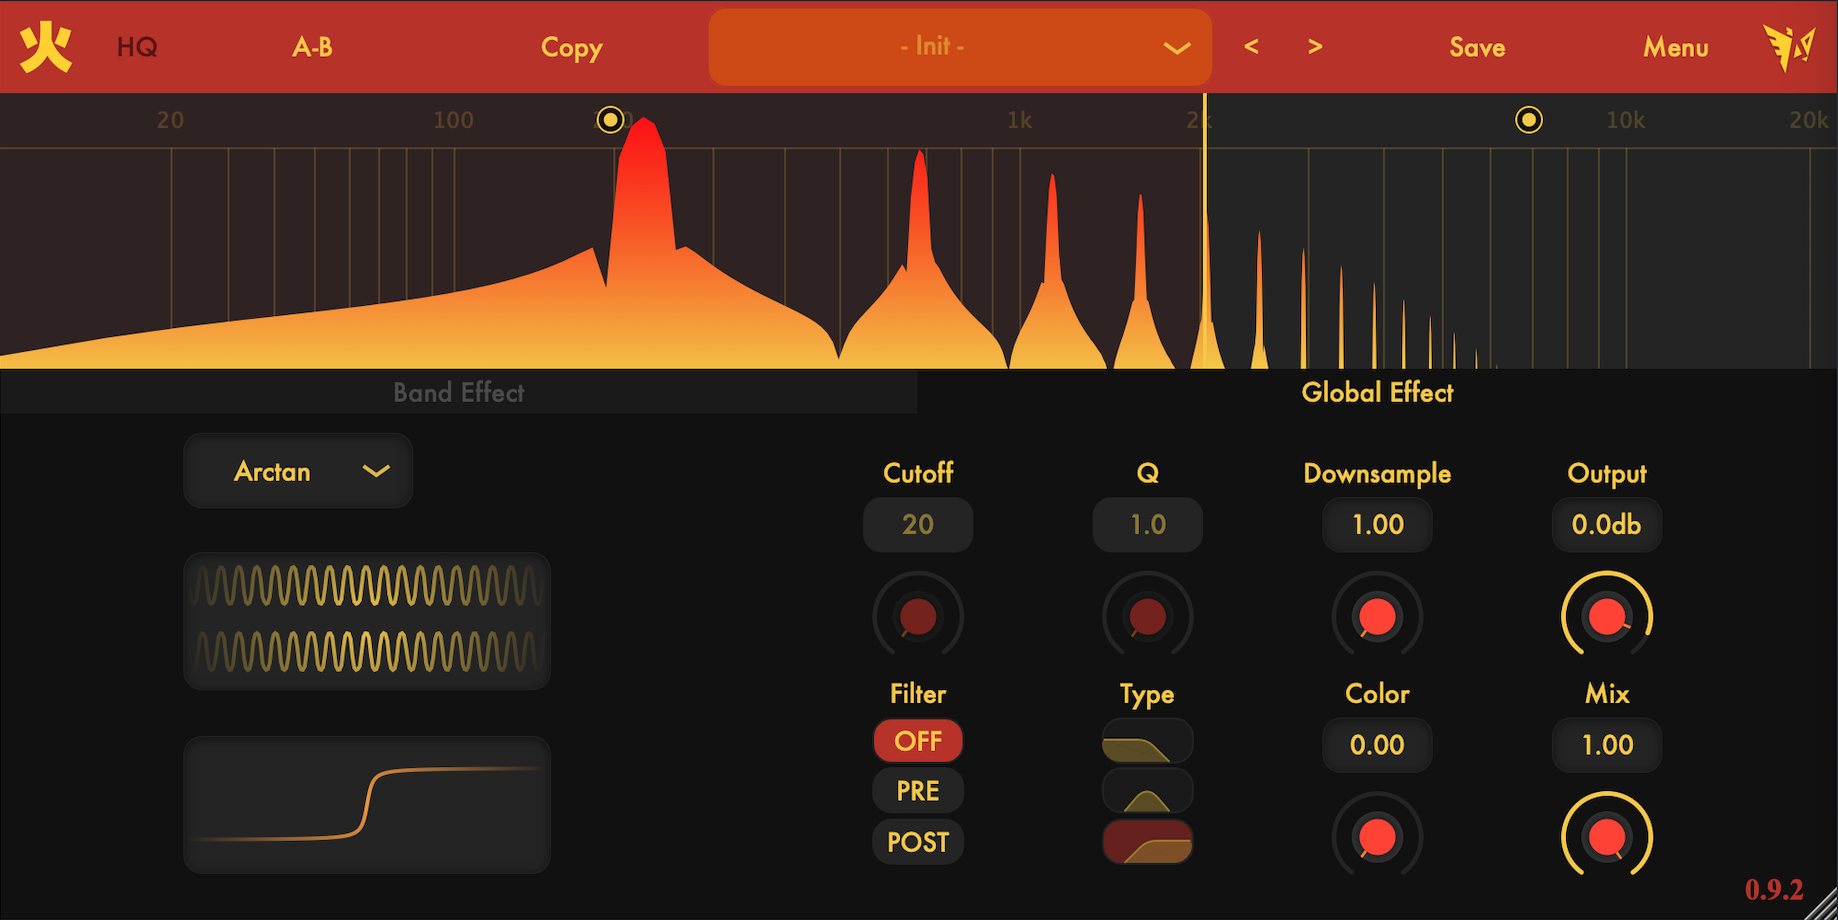 火 HQ A-B Copy - Init - < > Save Menu
20 100 1k 2k 10k 20k
Band Effect Global Effect
Arctan
Cutoff Q Downsample Output
20 1.0 1.00 0.0db
Filter Type Color Mix
OFF 0.00 1.00
PRE
POST
0.9.2